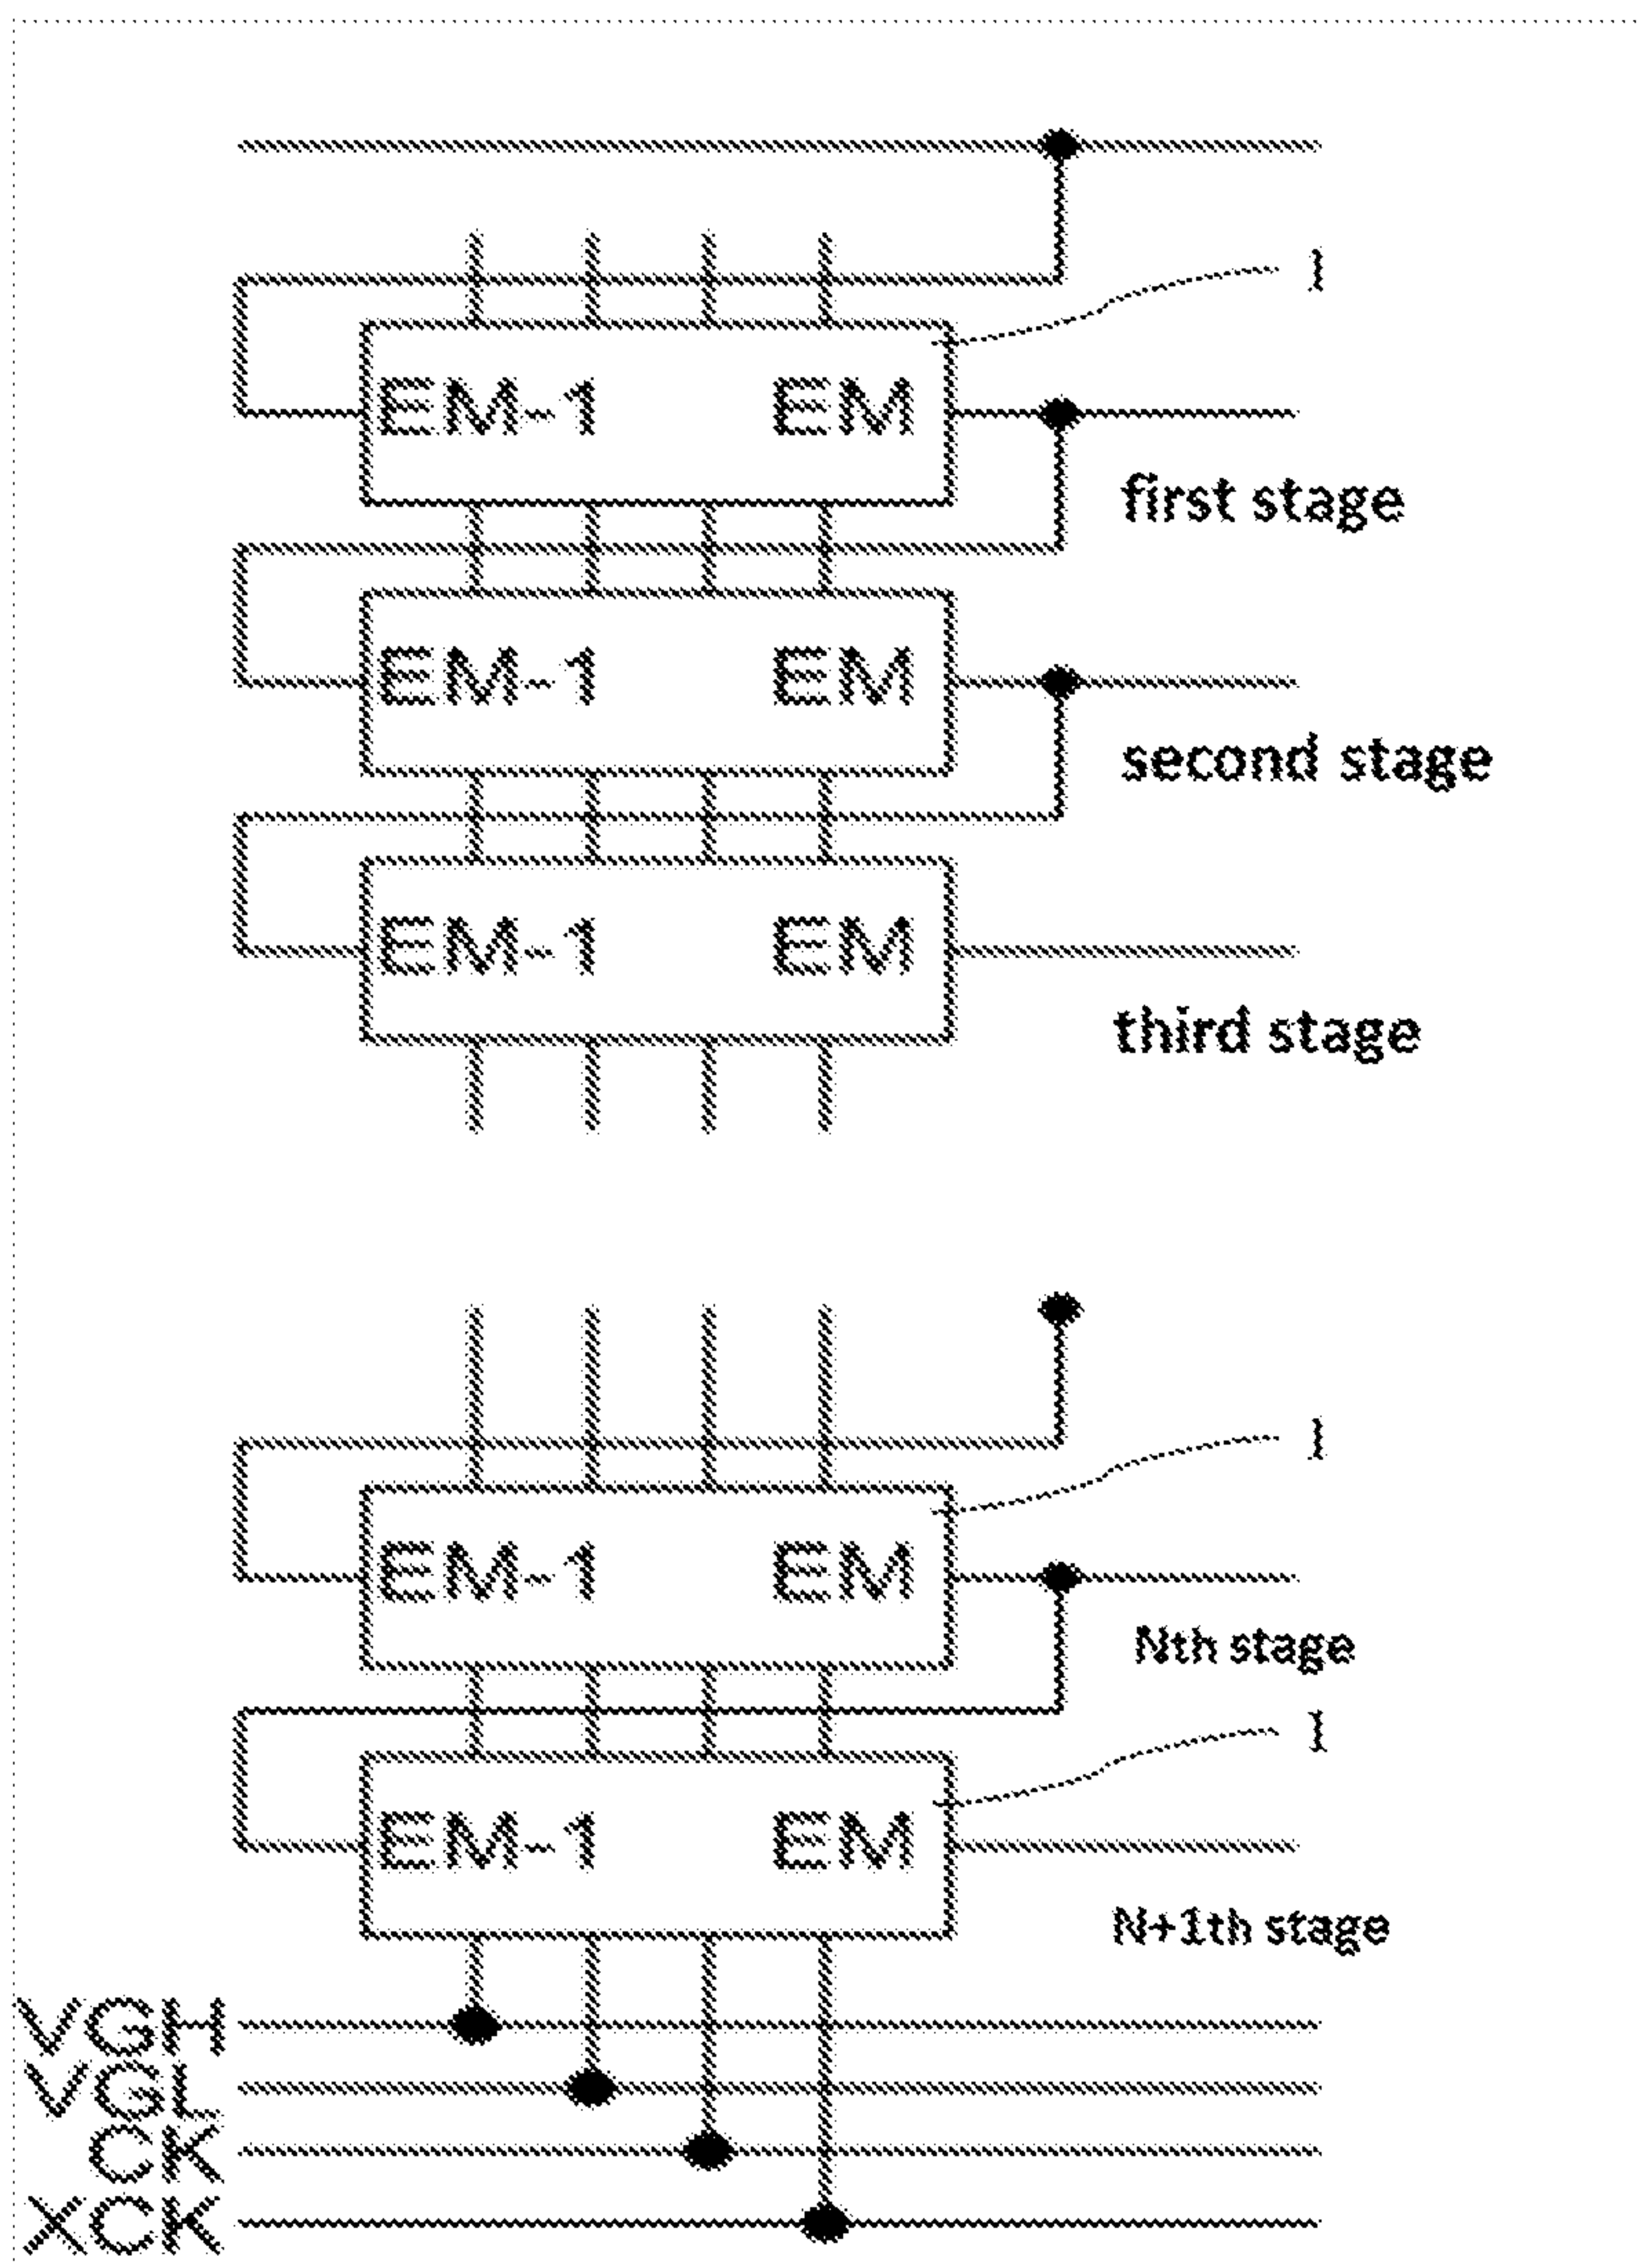 1
EM-1 EM
first stage
EM-1 EM
second stage
EM-1 EM
third stage
1
EM-1 EM
Nth stage
1
EM-1 EM
N+1th stage
VGH
VGL
CK
XCK